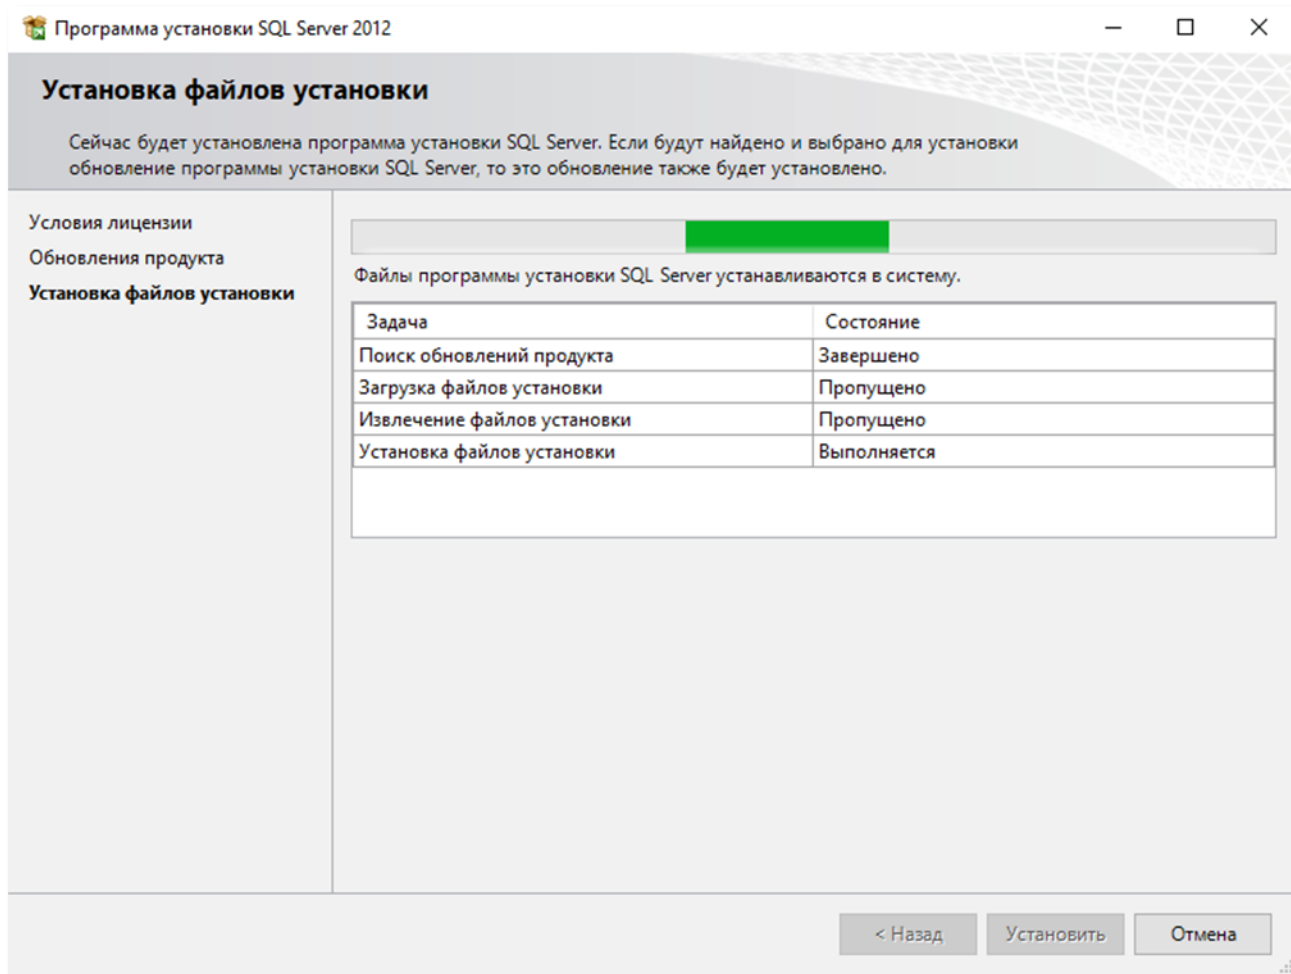 Программа установки SQL Server 2012
Установка файлов установки
Сейчас будет установлена программа установки SQL Server. Если будут найдено и выбрано для установки
обновление программы установки SQL Server, то это обновление также будет установлено.
Условия лицензии
Обновления продукта
Установка файлов установки
Файлы программы установки SQL Server устанавливаются в систему.
Задача Состояние
Поиск обновлений продукта Завершено
Загрузка файлов установки Пропущено
Извлечение файлов установки Пропущено
Установка файлов установки Выполняется
< Назад Установить Отмена